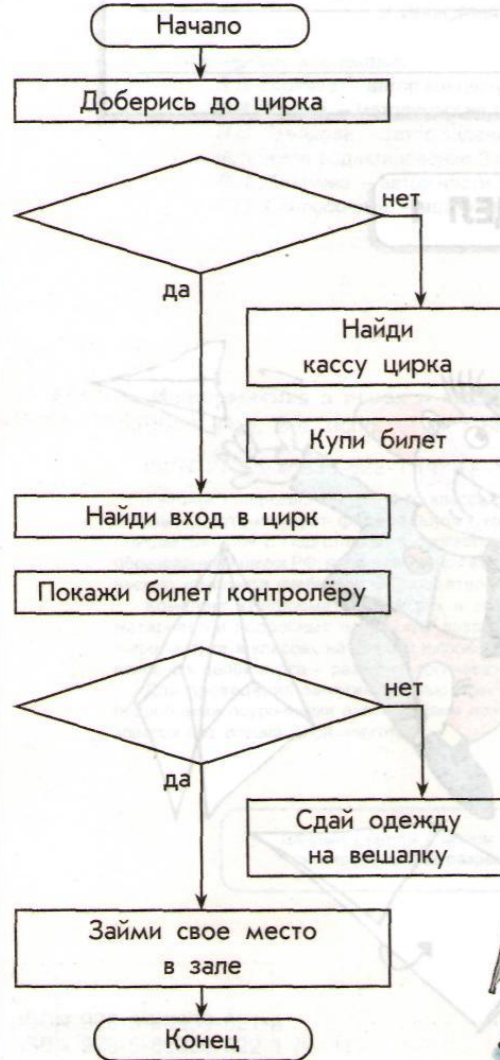 Начало
Доберись до цирка
нет
да
Найди
кассу цирка
Купи билет
Найди вход в цирк
Покажи билет контролёру
нет
да
Сдай одежду
на вешалку
Займи свое место
в зале
Конец